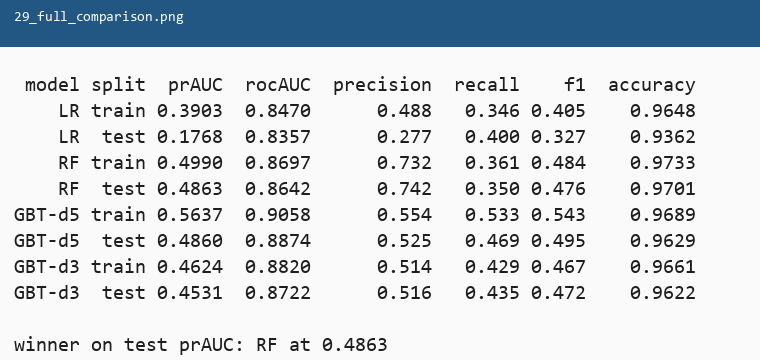 29_full_comparison.png
model split prAUC rocAUC precision recall f1 accuracy
LR train 0.3903 0.8470 0.488 0.346 0.405 0.9648
LR test 0.1768 0.8357 0.277 0.400 0.327 0.9362
RF train 0.4990 0.8697 0.732 0.361 0.484 0.9733
RF test 0.4863 0.8642 0.742 0.350 0.476 0.9701
GBT-d5 train 0.5637 0.9058 0.554 0.533 0.543 0.9689
GBT-d5 test 0.4860 0.8874 0.525 0.469 0.495 0.9629
GBT-d3 train 0.4624 0.8820 0.514 0.429 0.467 0.9661
GBT-d3 test 0.4531 0.8722 0.516 0.435 0.472 0.9622
winner on test prAUC: RF at 0.4863